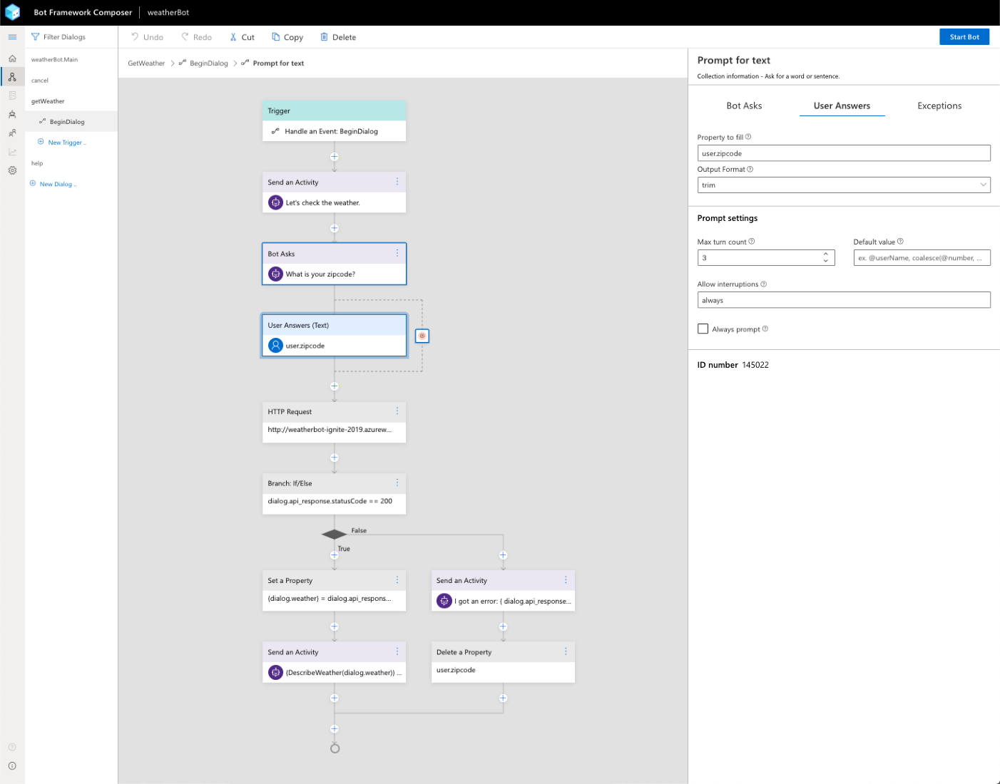 Bot Framework Composer
weatherBot
Filter Dialogs
Undo
Redo
Cut
Copy
Delete
Start Bot
weatherBot.Main
cancel
getWeather
BeginDialog
New Trigger ..
help
New Dialog ..
GetWeather
BeginDialog
Prompt for text
Trigger
Handle an Event: BeginDialog
Send an Activity
Let's check the weather.
Bot Asks
What is your zipcode?
User Answers (Text)
user.zipcode
HTTP Request
http://weatherbot-ignite-2019.azurew...
Branch: If/Else
dialog.api_response.statusCode == 200
False
True
Set a Property
{dialog.weather} = dialog.api_respons...
Send an Activity
{DescribeWeather(dialog.weather)} ...
Send an Activity
I got an error: { dialog.api_response...
Delete a Property
user.zipcode
Prompt for text
Collection information - Ask for a word or sentence.
Bot Asks
User Answers
Exceptions
Property to fill
user.zipcode
Output Format
trim
Prompt settings
Max turn count
3
Default value
ex. @userName, coalesce(@number, ...
Allow interruptions
always
Always prompt
ID number 145022